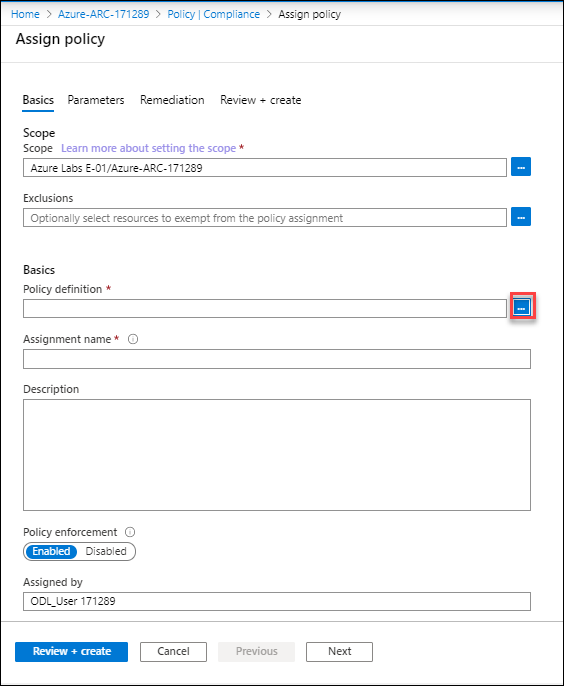 Home > Azure-ARC-171289 > Policy | Compliance > Assign policy
Assign policy
Basics Parameters Remediation Review + create
Scope
Scope Learn more about setting the scope *
Azure Labs E-01/Azure-ARC-171289 ...
Exclusions
Optionally select resources to exempt from the policy assignment ...
Basics
Policy definition *
...
Assignment name *
Description
Policy enforcement
Enabled Disabled
Assigned by
ODL_User 171289
Review + create Cancel Previous Next